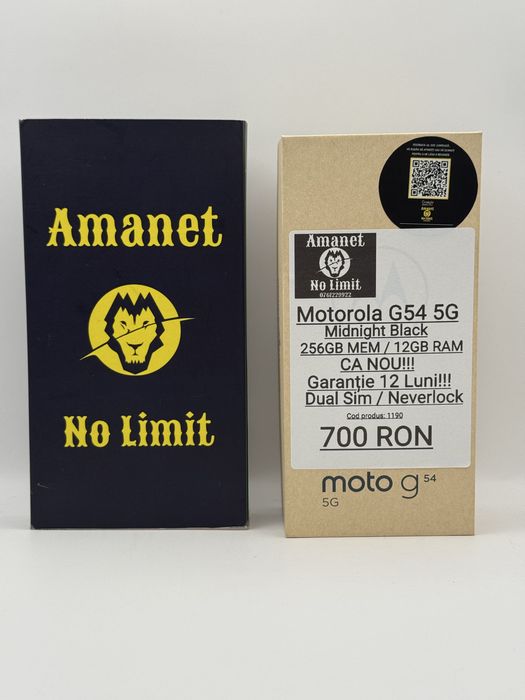 Amanet
No Limit
Amanet
No Limit
0767229922
Motorola G54 5G
Midnight Black
256GB MEM / 12GB RAM
CA NOU!!!
Garanție 12 Luni!!!
Dual Sim / Neverlock
Cod produs: 1190
700 RON
moto g 54
5G